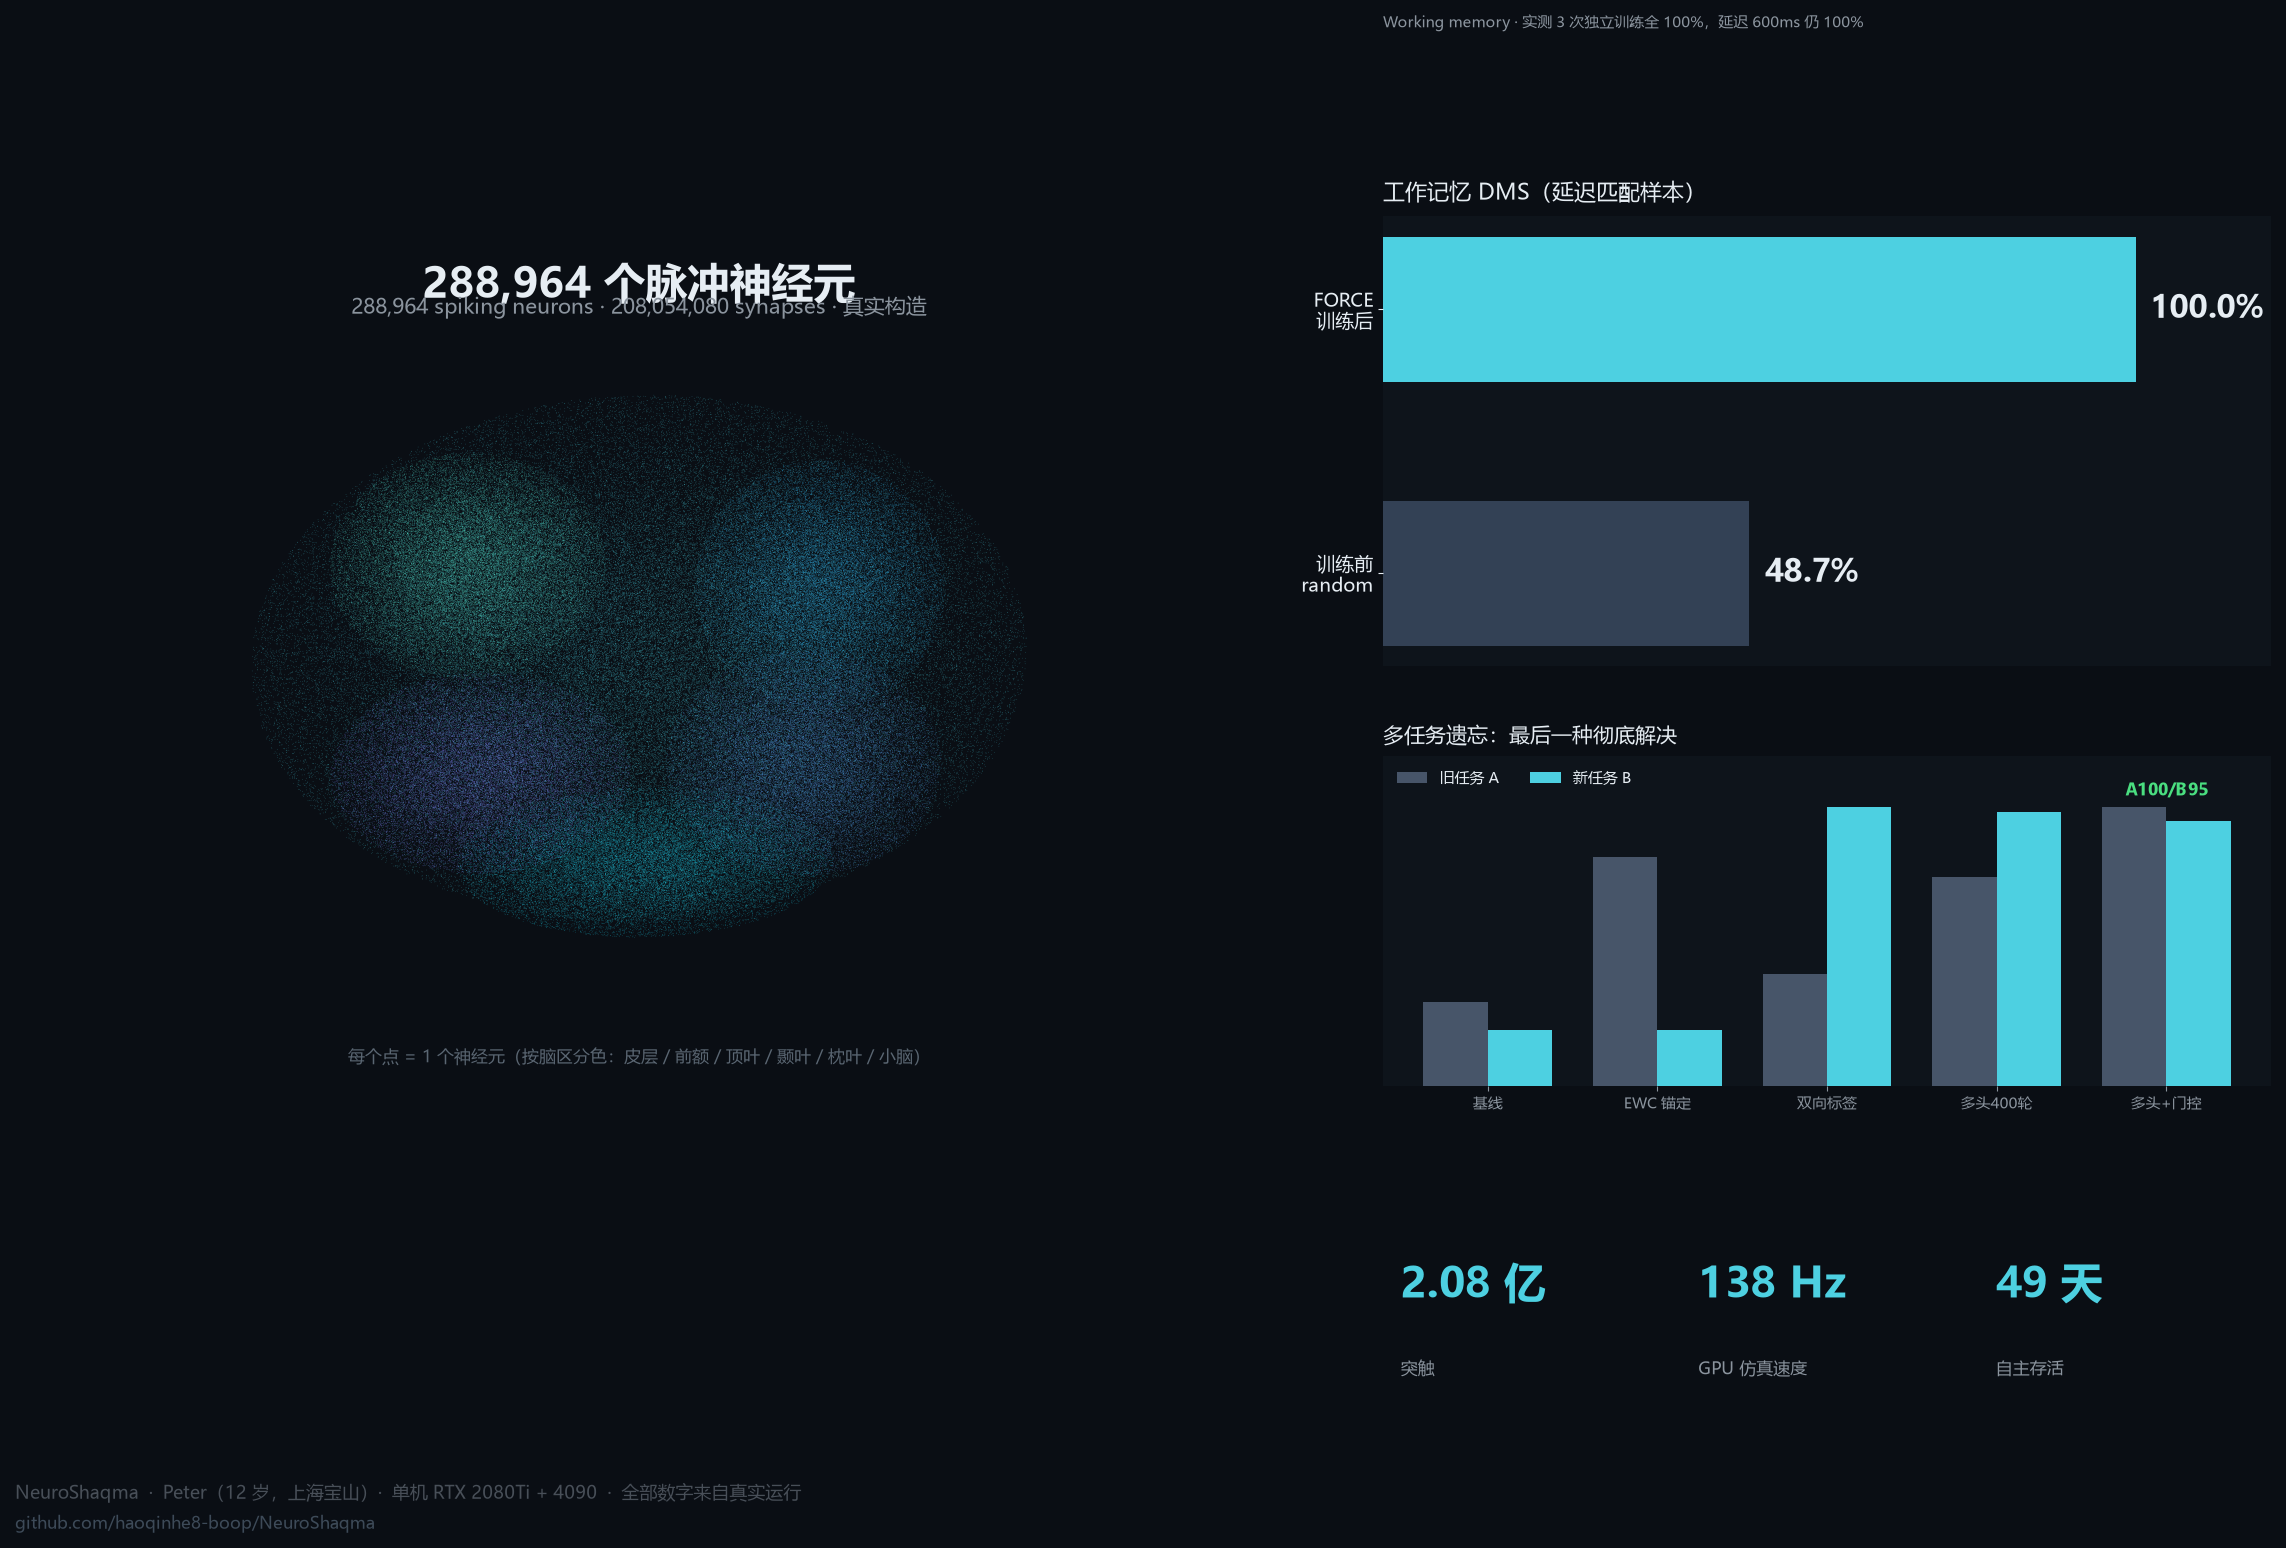 288,964 个脉冲神经元
288,964 spiking neurons · 208,054,080 synapses · 真实构造
每个点 = 1 个神经元（按脑区分色：皮层 / 前额 / 顶叶 / 颞叶 / 枕叶 / 小脑）
Working memory · 实测 3 次独立训练全 100%，延迟 600ms 仍 100%
工作记忆 DMS（延迟匹配样本）
FORCE
训练后
100.0%
训练前
random
48.7%
多任务遗忘：最后一种彻底解决
旧任务 A
新任务 B
A100/B95
基线
EWC 锚定
双向标签
多头400轮
多头+门控
2.08 亿
138 Hz
49 天
突触
GPU 仿真速度
自主存活
NeuroShaqma · Peter（12 岁，上海宝山）· 单机 RTX 2080Ti + 4090 · 全部数字来自真实运行
github.com/haoqinhe8-boop/NeuroShaqma